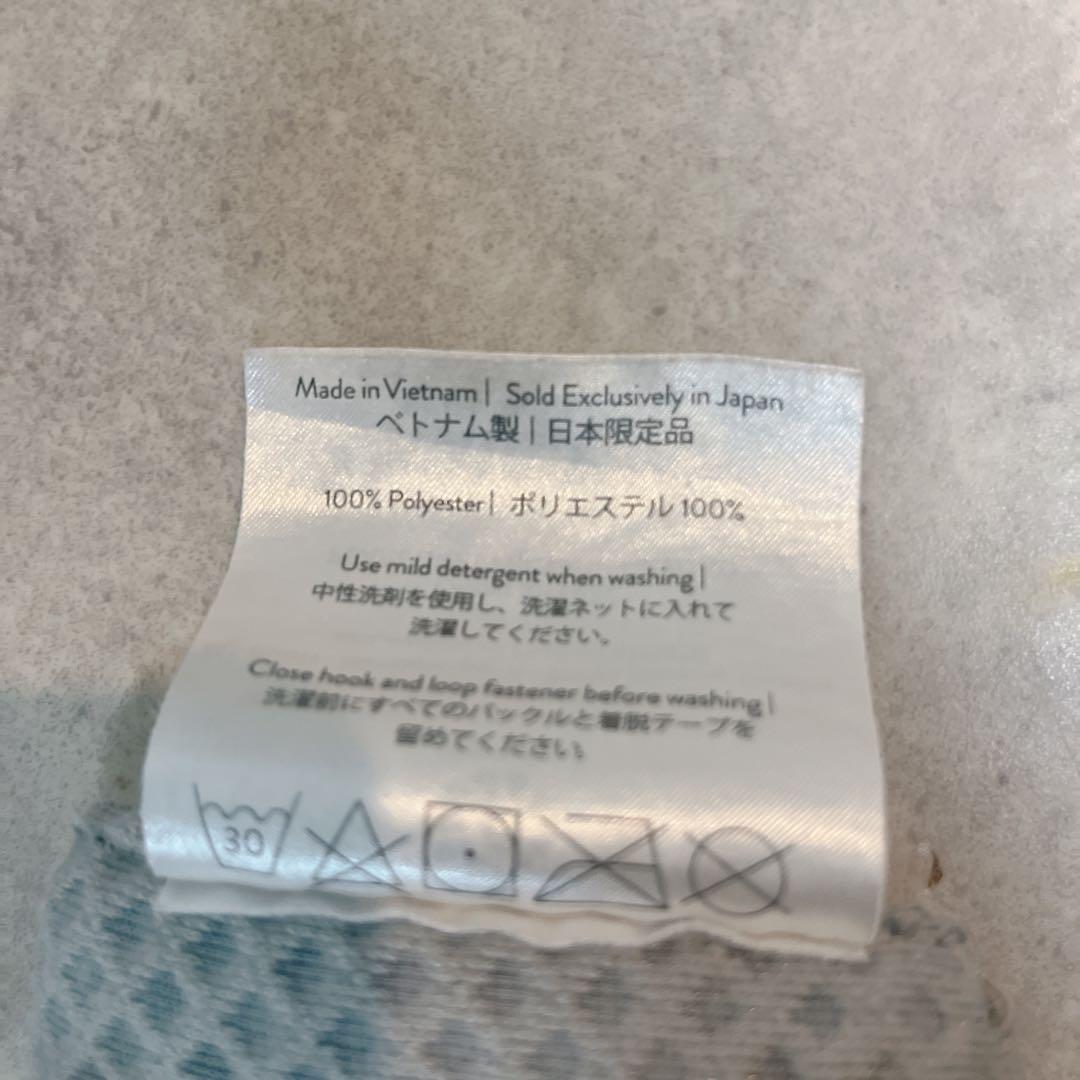 Made in Vietnam | Sold Exclusively in Japan
ベトナム製 | 日本限定品
100% Polyester | ポリエステル 100%
Use mild detergent when washing |
中性洗剤を使用し、洗濯ネットに入れて
洗濯してください。
Close hook and loop fastener before washing |
洗濯前にすべてのバックルと着脱テープを
留めてください。
30